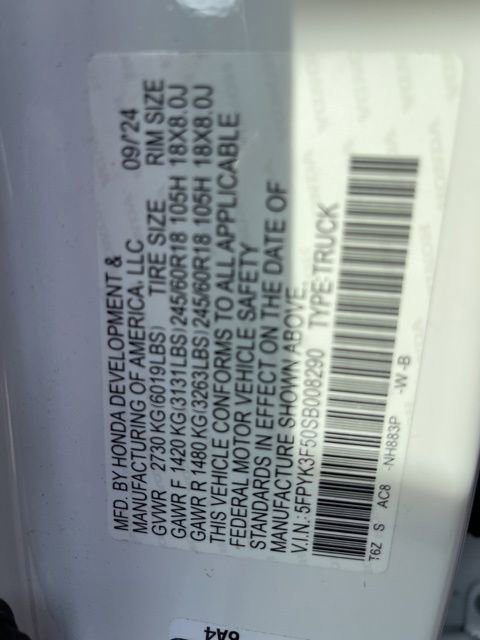 MFD. BY HONDA DEVELOPMENT &
MANUFACTURING OF AMERICA, LLC 09/'24
GVWR 2730 KG(6019LBS) TIRE SIZE RIM SIZE
GAWR F 1420 KG(3131LBS) 245/60R18 105H 18X8.0J
GAWR R 1480 KG(3263LBS) 245/60R18 105H 18X8.0J
THIS VEHICLE CONFORMS TO ALL APPLICABLE
FEDERAL MOTOR VEHICLE SAFETY
STANDARDS IN EFFECT ON THE DATE OF
MANUFACTURE SHOWN ABOVE.
V.I.N.: 5FPYK3F50SB008290 TYPE:TRUCK
T6Z S AC8 -NH883P -W -B
6A4